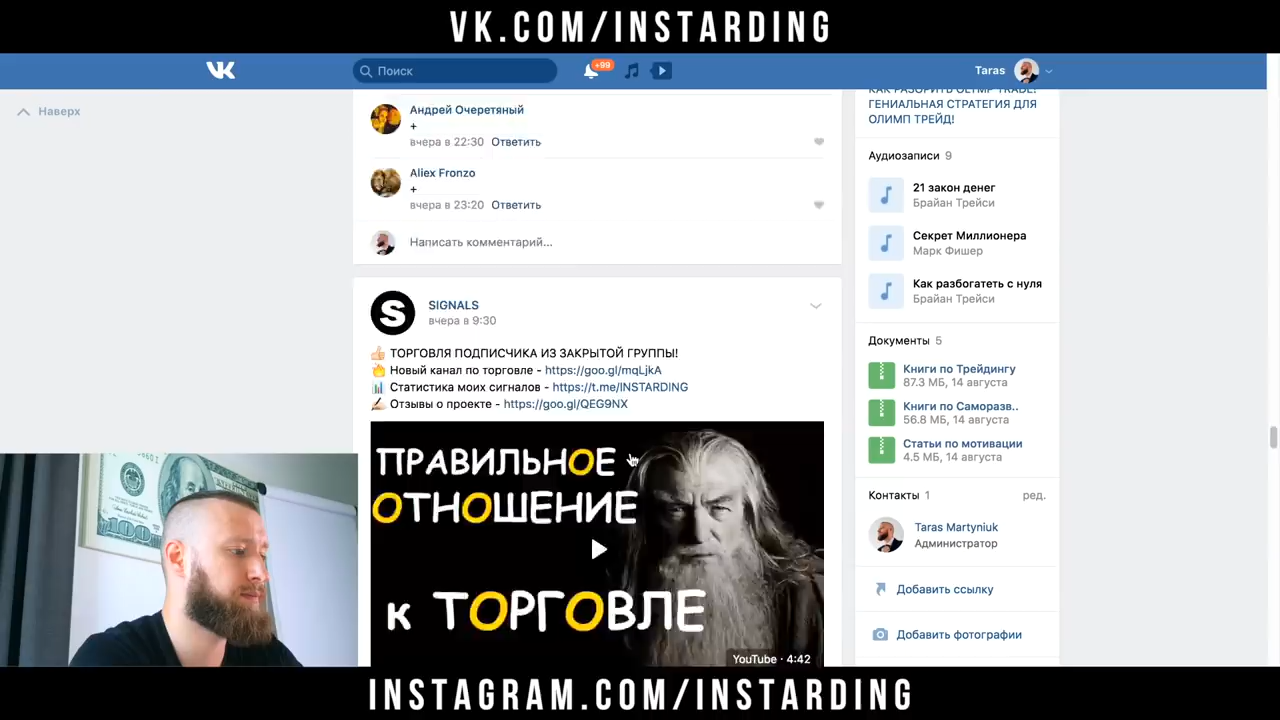 VK.COM/INSTARDING
Поиск
+99
Taras
Наверх
Андрей Очеретяный
+
вчера в 22:30 Ответить
Aliex Fronzo
+
вчера в 23:20 Ответить
Написать комментарий...
SIGNALS
вчера в 9:30
ТОРГОВЛЯ ПОДПИСЧИКА ИЗ ЗАКРЫТОЙ ГРУППЫ!
Новый канал по торговле - https://goo.gl/mqLjkA
Статистика моих сигналов - https://t.me/INSTARDING
Отзывы о проекте - https://goo.gl/QEG9NX
ПРАВИЛЬНОЕ
ОТНОШЕНИЕ
К ТОРГОВЛЕ
YouTube · 4:42
КАК РАЗОРИТЬ OLYMP TRADE!
ГЕНИАЛЬНАЯ СТРАТЕГИЯ ДЛЯ
ОЛИМП ТРЕЙД!
Аудиозаписи 9
21 закон денег
Брайан Трейси
Секрет Миллионера
Марк Фишер
Как разбогатеть с нуля
Брайан Трейси
Документы 5
Книги по Трейдингу
87.3 МБ, 14 августа
Книги по Саморазв..
56.8 МБ, 14 августа
Статьи по мотивации
4.5 МБ, 14 августа
Контакты 1 ред.
Taras Martyniuk
Администратор
Добавить ссылку
Добавить фотографии
100
INSTAGRAM.COM/INSTARDING